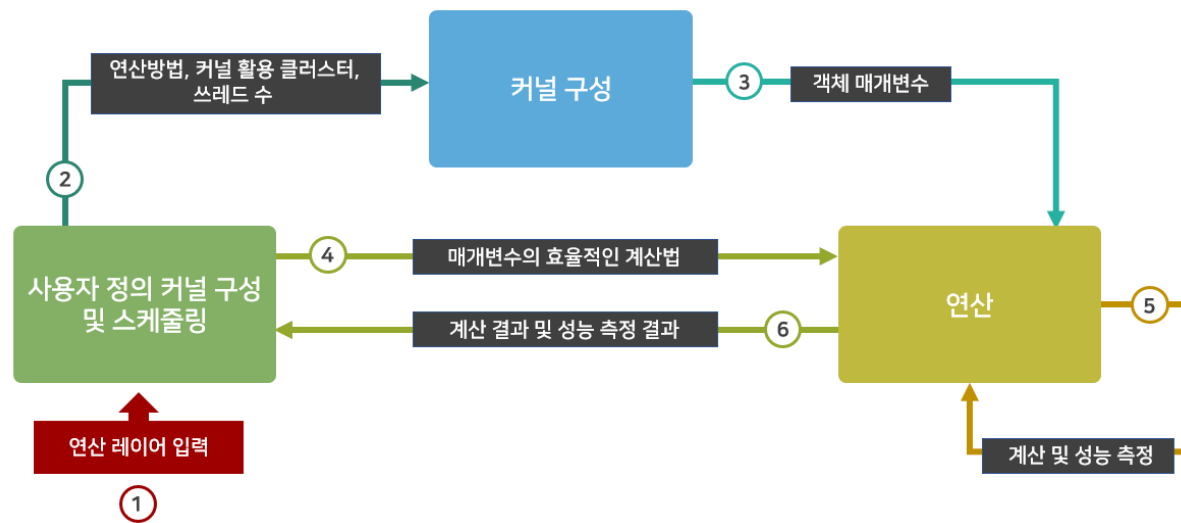 연산방법, 커널 활용 클러스터,
쓰레드 수
커널 구성
3
객체 매개변수
2
사용자 정의 커널 구성
및 스케줄링
4
매개변수의 효율적인 계산법
계산 결과 및 성능 측정 결과
6
연산
5
연산 레이어 입력
계산 및 성능 측정
1